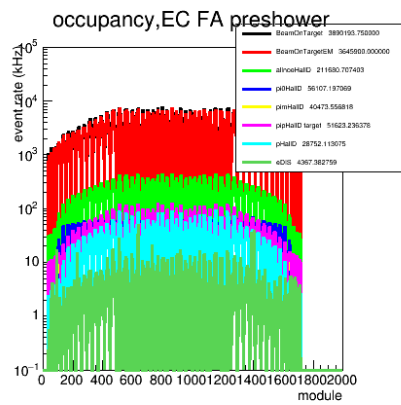 occupancy,EC FA preshower
event rate (kHz)
10^5
10^4
10^3
10^2
10
1
10^-1
BeamOnTarget 3890193.750000
BeamOnTargetEM 3645900.000000
allnoeHallD 211680.707403
pi0HallD 56107.197069
pimHallD 40473.556818
pipHallD target 51623.236378
pHallD 28752.113075
eDIS 4367.382759
0 200 400 600 800 1000 1200 1400 1600 1800 2000
module